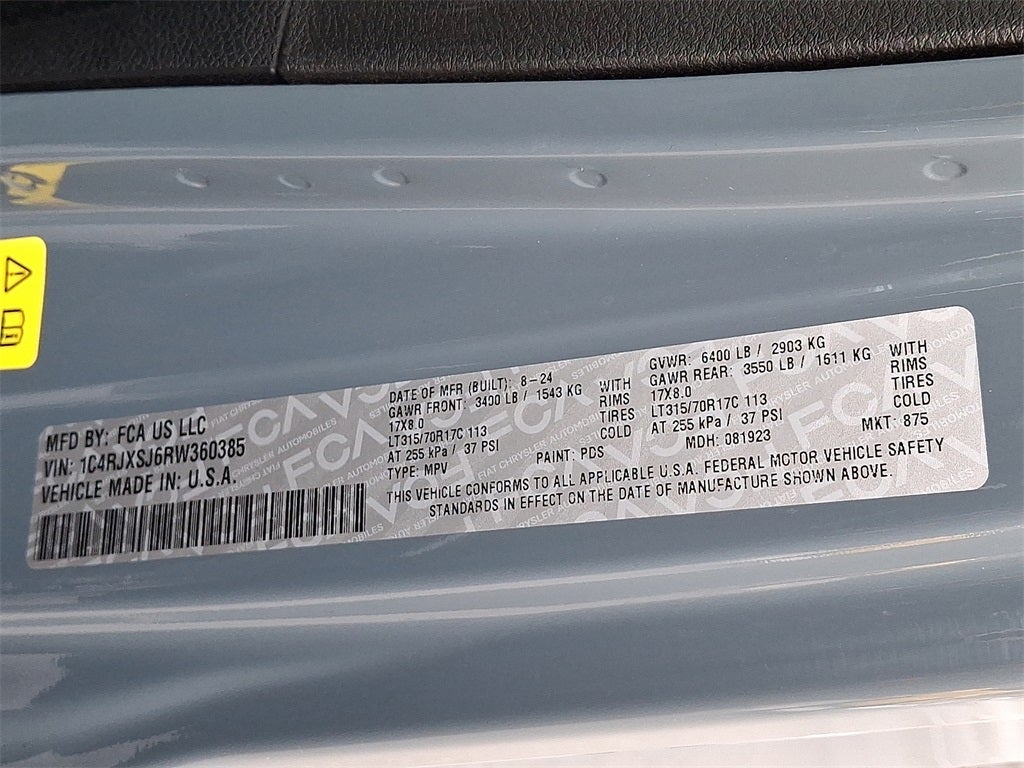 MFD BY: FCA US LLC
VIN: 1C4RJXSJ6RW360385
VEHICLE MADE IN: U.S.A.
DATE OF MFR (BUILT): 8-24
GAWR FRONT: 3400 LB / 1543 KG WITH
17X8.0 RIMS
LT315/70R17C 113 TIRES
AT 255 kPa / 37 PSI COLD
TYPE: MPV PAINT: PDS
GVWR: 6400 LB / 2903 KG
GAWR REAR: 3550 LB / 1611 KG WITH
17X8.0 RIMS
LT315/70R17C 113 TIRES
AT 255 kPa / 37 PSI COLD
MDH: 081923 MKT: 875
THIS VEHICLE CONFORMS TO ALL APPLICABLE U.S.A. FEDERAL MOTOR VEHICLE SAFETY
STANDARDS IN EFFECT ON THE DATE OF MANUFACTURE SHOWN ABOVE.